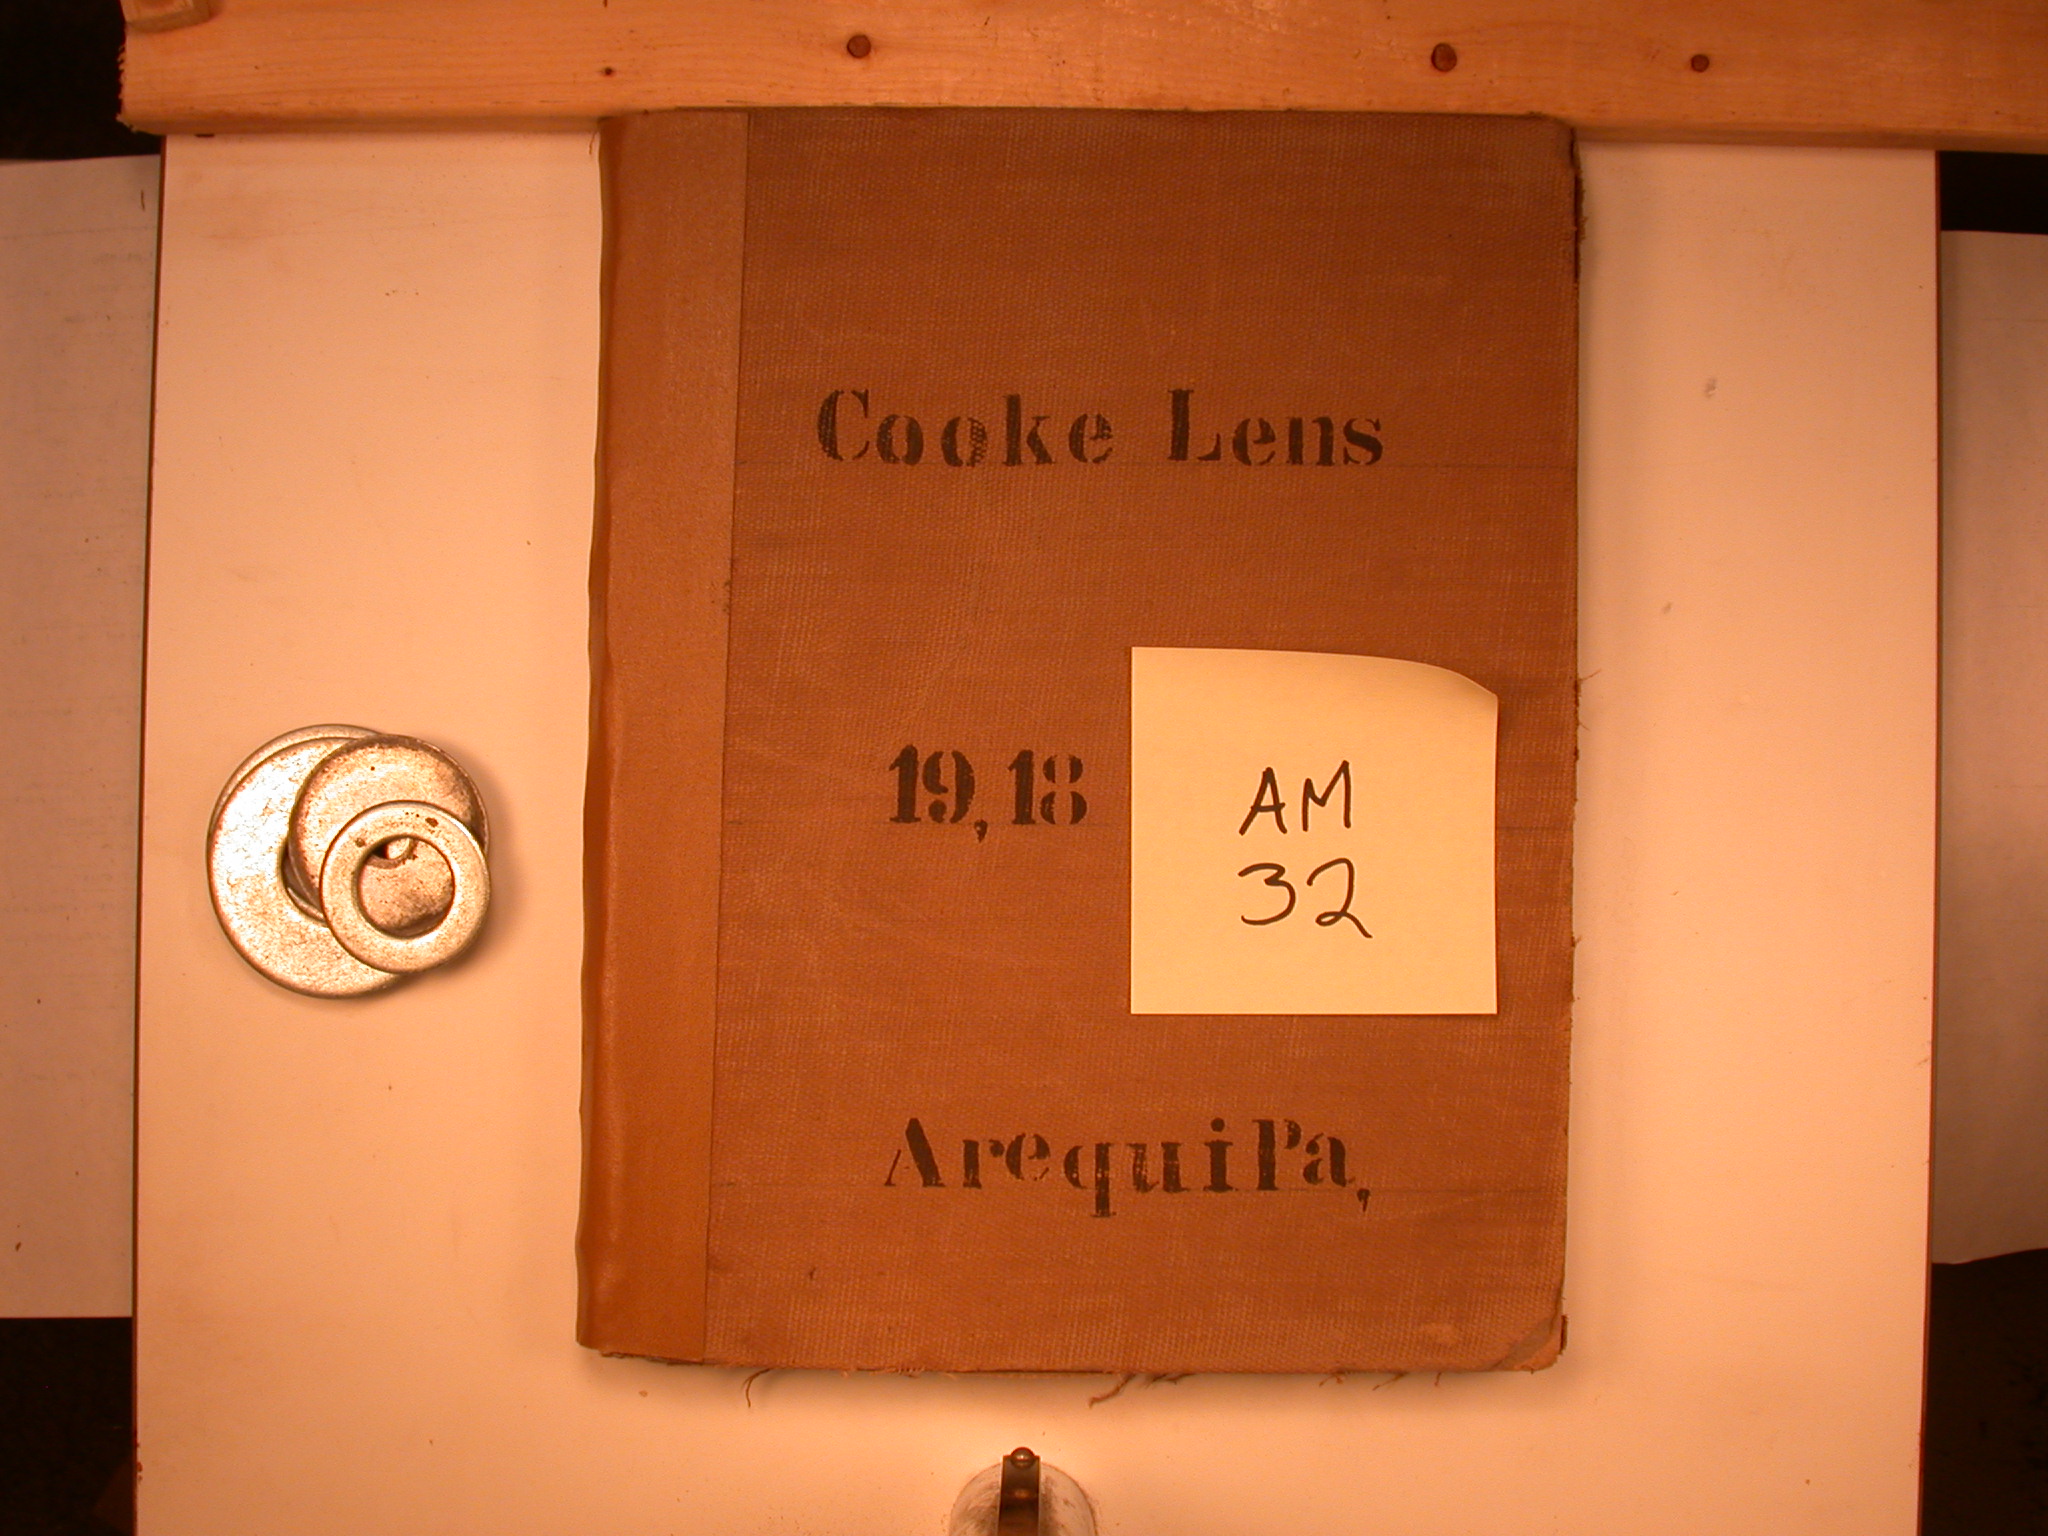 Cooke Lens
19,18
AM
32
ArequiPa,